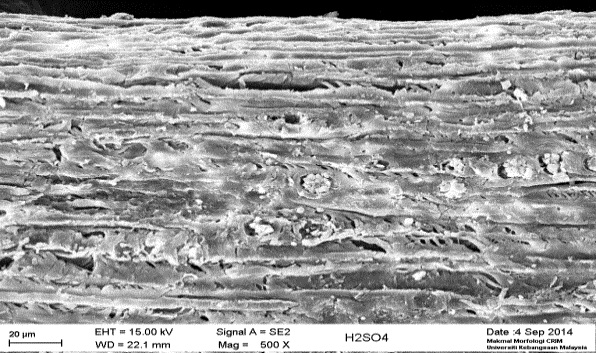 20 µm
EHT = 15.00 kV
WD = 22.1 mm
Signal A = SE2
Mag = 500 X
H2SO4
Date :4 Sep 2014
Makmal Morfologi CRIM
Universiti Kebangsaan Malaysia